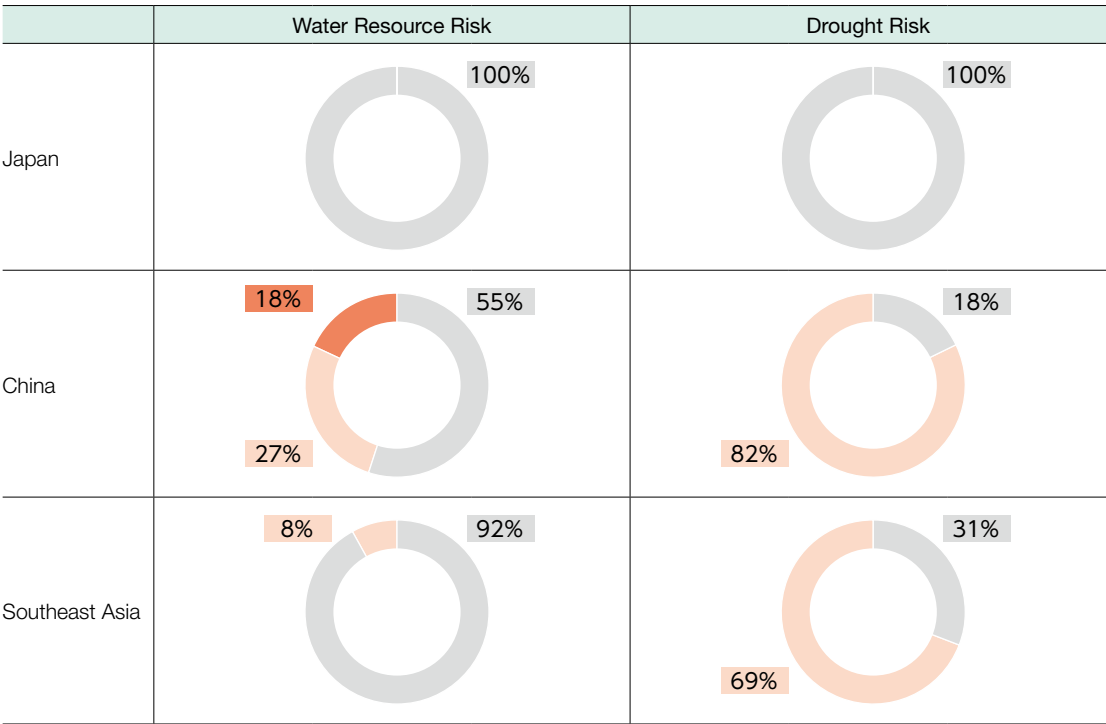 Water Resource Risk
Drought Risk
Japan
100%
100%
China
18%
55%
27%
18%
82%
Southeast Asia
8%
92%
31%
69%